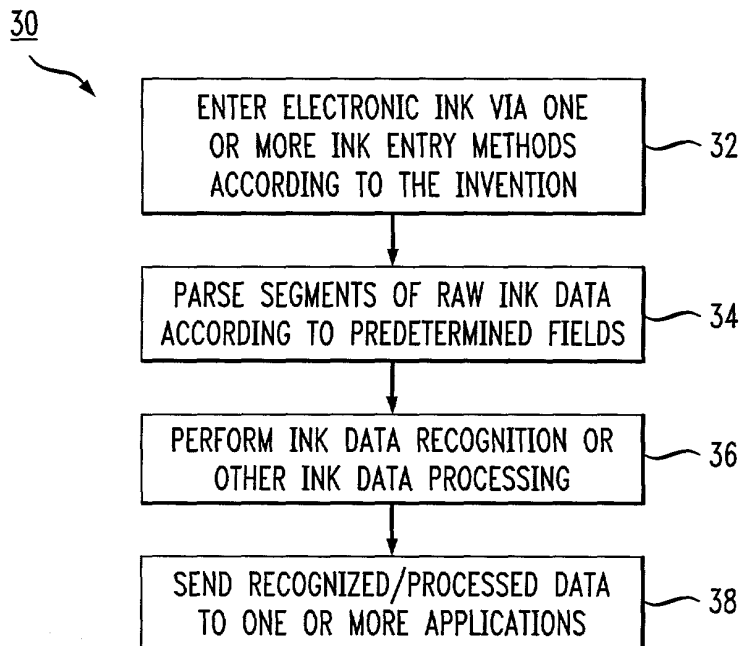 30
ENTER ELECTRONIC INK VIA ONE
OR MORE INK ENTRY METHODS
ACCORDING TO THE INVENTION
32
PARSE SEGMENTS OF RAW INK DATA
ACCORDING TO PREDETERMINED FIELDS
34
PERFORM INK DATA RECOGNITION OR
OTHER INK DATA PROCESSING
36
SEND RECOGNIZED/PROCESSED DATA
TO ONE OR MORE APPLICATIONS
38